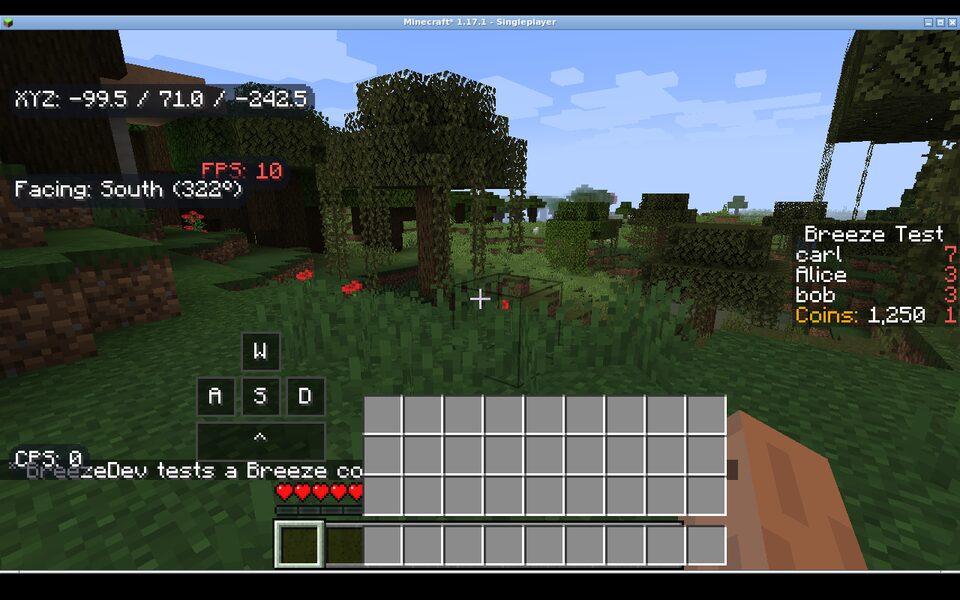 Minecraft* 1.17.1 - Singleplayer
XYZ: -99.5 / 71.0 / -242.5
FPS: 10
Facing: South (322°)
Breeze Test
carl 7
Alice 3
bob 3
Coins: 1,250 1
W
A S D
^
CPS: 0
* BreezeDev tests a Breeze co